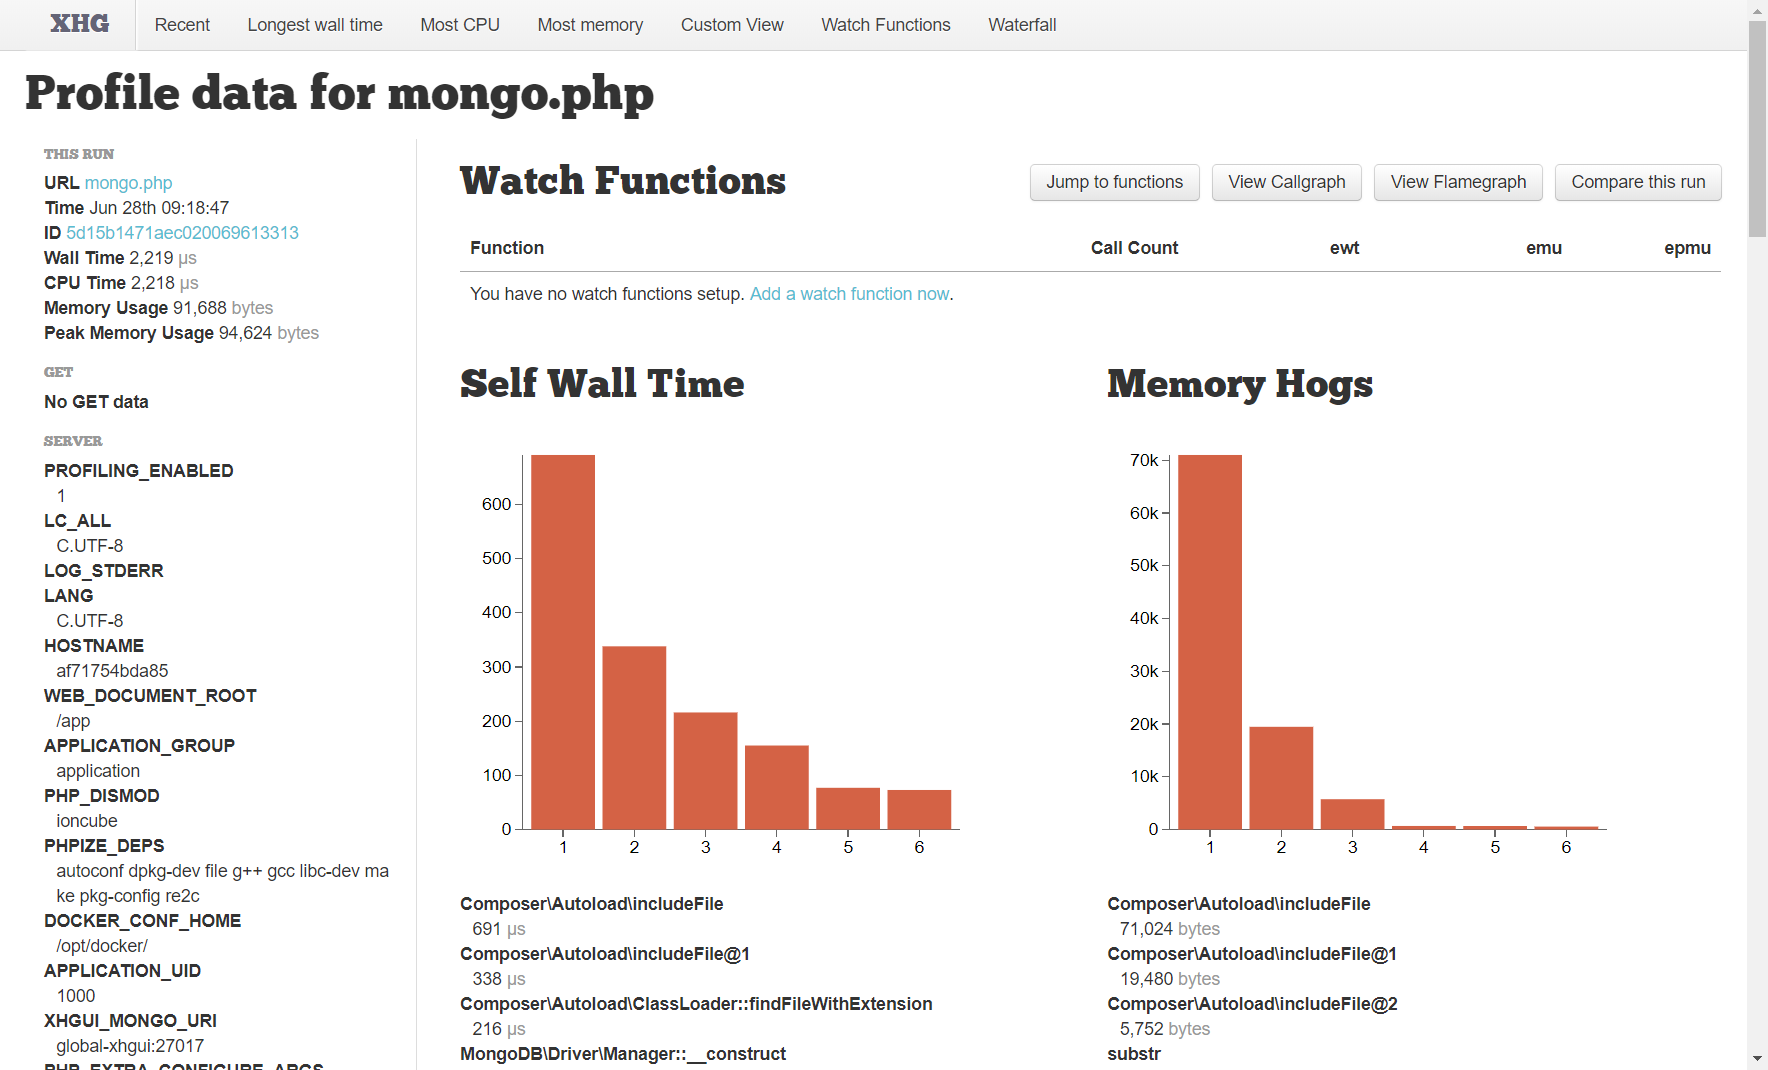 XHG
Recent
Longest wall time
Most CPU
Most memory
Custom View
Watch Functions
Waterfall
Profile data for mongo.php
THIS RUN
URL mongo.php
Time Jun 28th 09:18:47
ID 5d15b1471aec020069613313
Wall Time 2,219 µs
CPU Time 2,218 µs
Memory Usage 91,688 bytes
Peak Memory Usage 94,624 bytes
GET
No GET data
SERVER
PROFILING_ENABLED
1
LC_ALL
C.UTF-8
LOG_STDERR
LANG
C.UTF-8
HOSTNAME
af71754bda85
WEB_DOCUMENT_ROOT
/app
APPLICATION_GROUP
application
PHP_DISMOD
ioncube
PHPIZE_DEPS
autoconf dpkg-dev file g++ gcc libc-dev ma
ke pkg-config re2c
DOCKER_CONF_HOME
/opt/docker/
APPLICATION_UID
1000
XHGUI_MONGO_URI
global-xhgui:27017
PHP_EXTRA_CONFIGURE_ARGS
Watch Functions
Jump to functions
View Callgraph
View Flamegraph
Compare this run
Function Call Count ewt emu epmu
You have no watch functions setup. Add a watch function now.
Self Wall Time
600
500
400
300
200
100
0
1 2 3 4 5 6
Composer\Autoload\includeFile
691 µs
Composer\Autoload\includeFile@1
338 µs
Composer\Autoload\ClassLoader::findFileWithExtension
216 µs
MongoDB\Driver\Manager::__construct
Memory Hogs
70k
60k
50k
40k
30k
20k
10k
0
1 2 3 4 5 6
Composer\Autoload\includeFile
71,024 bytes
Composer\Autoload\includeFile@1
19,480 bytes
Composer\Autoload\includeFile@2
5,752 bytes
substr